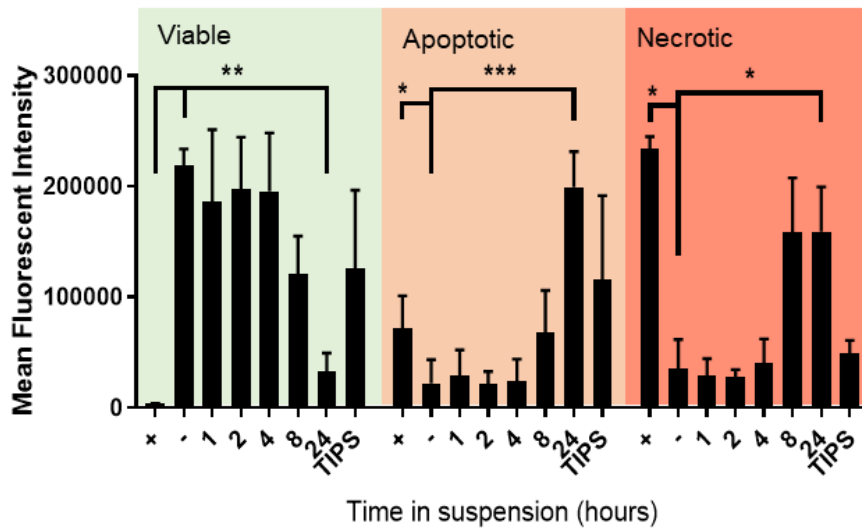 Viable Apoptotic Necrotic
300000
200000
100000
0
** * *** * *
Mean Fluorescent Intensity
+ - 1 2 4 8 24 TIPS + - 1 2 4 8 24 TIPS + - 1 2 4 8 24 TIPS
Time in suspension (hours)